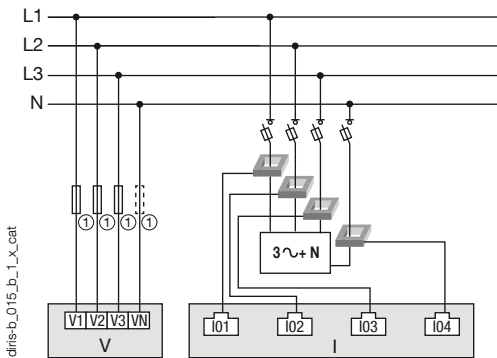 L1
L2
L3
N
1 1 1 1
3∿+ N
V1 V2 V3 VN
I01 I02 I03 I04
V
I
diris-b_015_b_1_x_cat